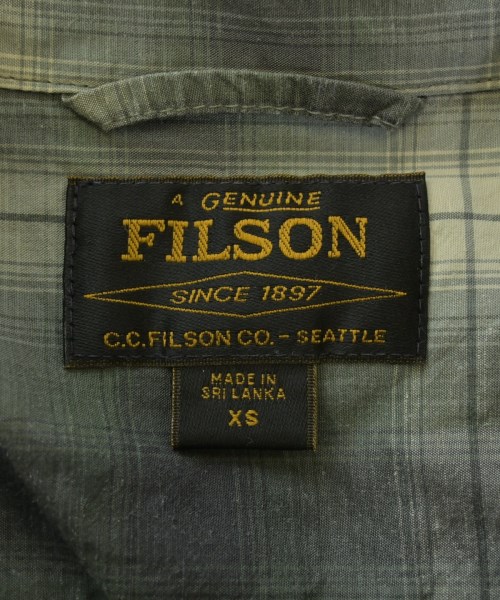 A GENUINE
FILSON
SINCE 1897
C.C.FILSON CO.-SEATTLE
MADE IN
SRI LANKA
XS